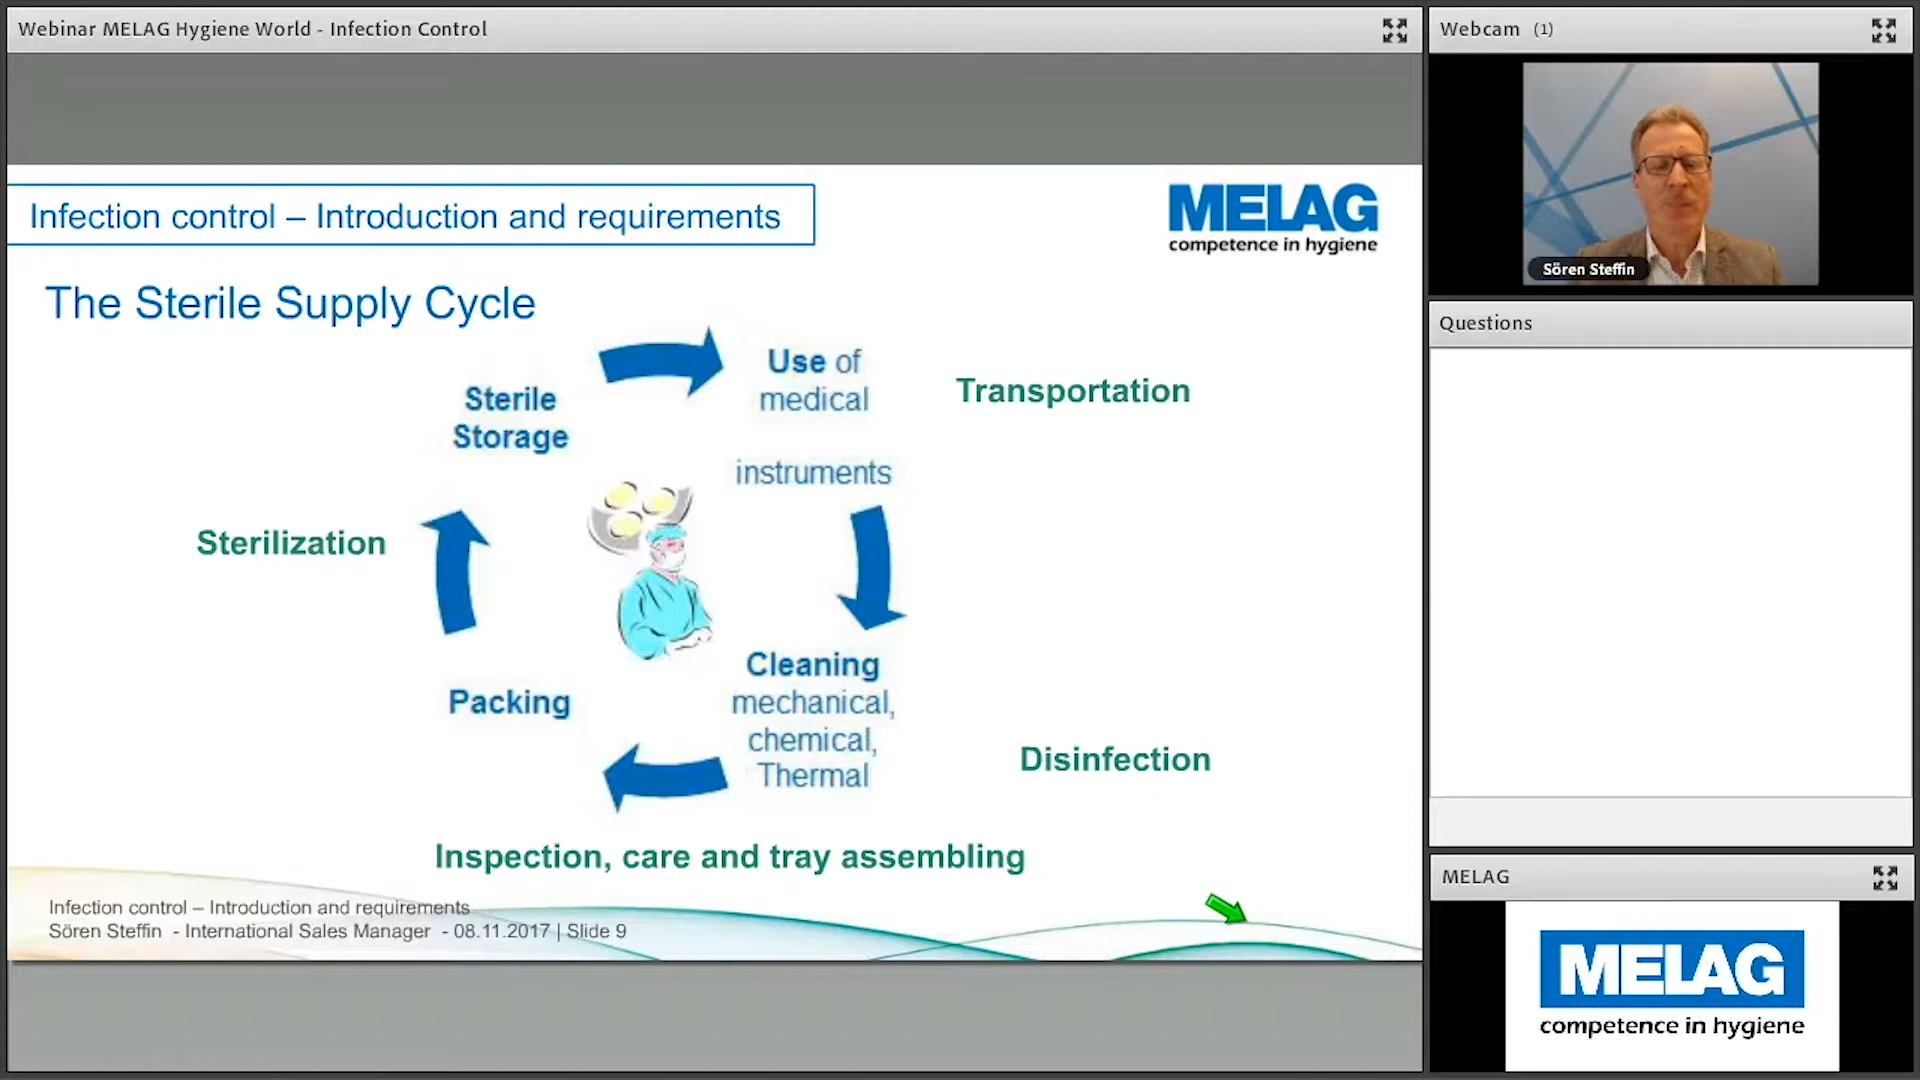 Webinar MELAG Hygiene World - Infection Control
Infection control – Introduction and requirements
MELAG
competence in hygiene
The Sterile Supply Cycle
Sterile
Storage
Use of
medical
instruments
Transportation
Sterilization
Cleaning
mechanical,
chemical,
Thermal
Packing
Disinfection
Inspection, care and tray assembling
Infection control – Introduction and requirements
Sören Steffin - International Sales Manager - 08.11.2017 | Slide 9
Webcam (1)
Sören Steffin
Questions
MELAG
MELAG
competence in hygiene